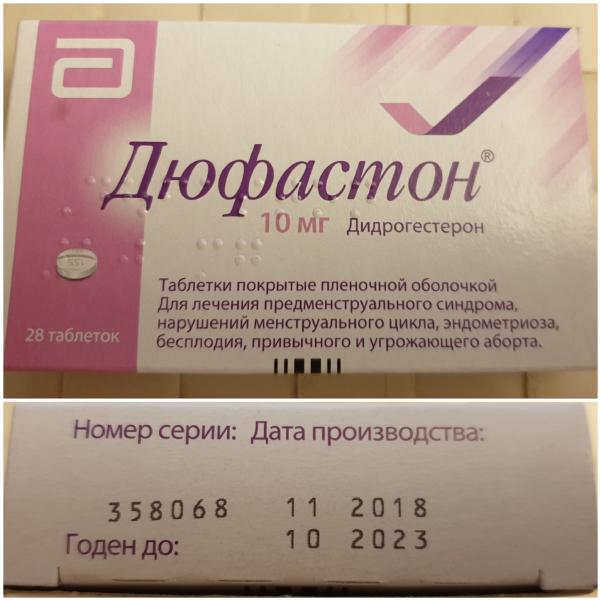 Дюфастон®
10 мг Дидрогестерон
155
Таблетки покрытые пленочной оболочкой
Для лечения предменструального синдрома,
28 таблеток
нарушений менструального цикла, эндометриоза,
бесплодия, привычного и угрожающего аборта.
Номер серии: Дата производства:
358068 11 2018
Годен до: 10 2023